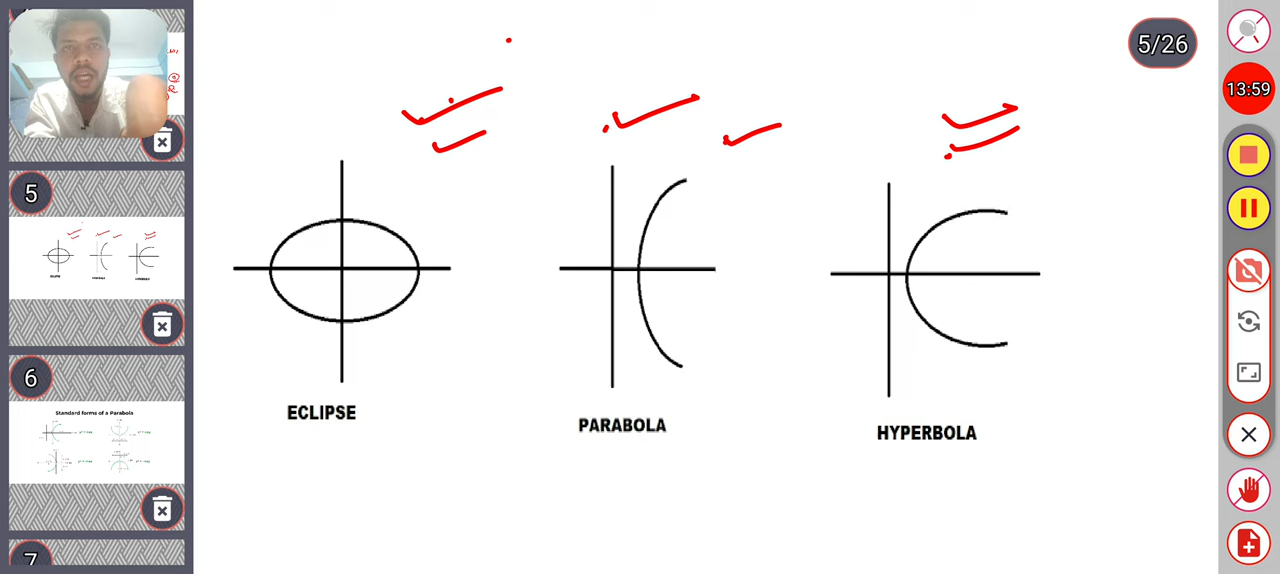 5/26
13:59
5
6
Standard forms of a Parabola
7
ECLIPSE
PARABOLA
HYPERBOLA